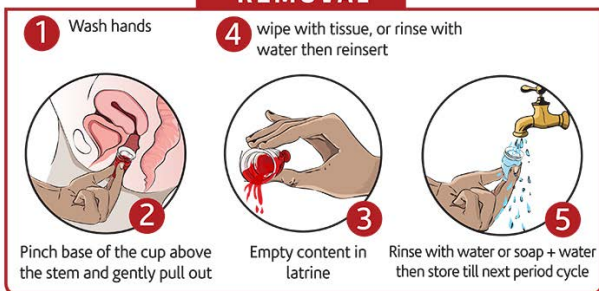 REMOVAL
1 Wash hands
4 wipe with tissue, or rinse with
water then reinsert
2
Pinch base of the cup above
the stem and gently pull out
3
Empty content in
latrine
5
Rinse with water or soap + water
then store till next period cycle